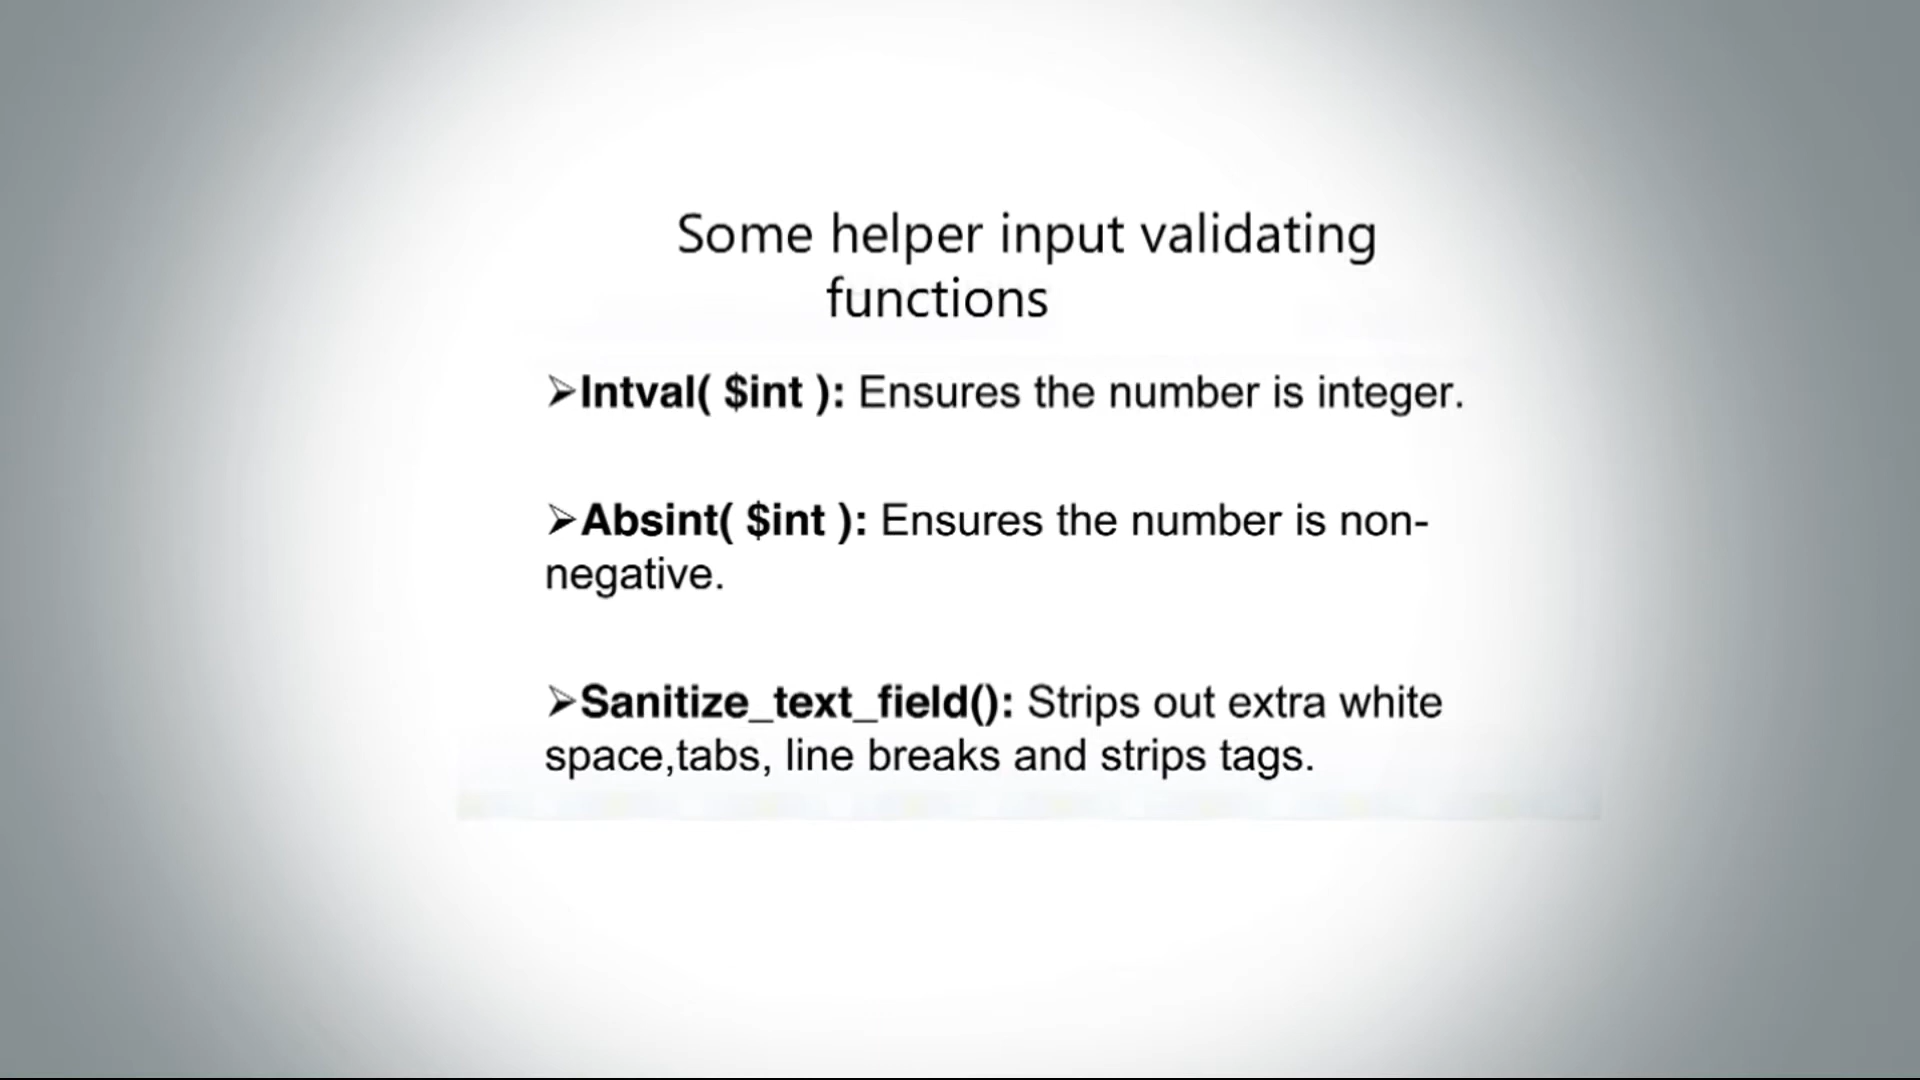 Some helper input validating
functions
➢Intval( $int ): Ensures the number is integer.
➢Absint( $int ): Ensures the number is non-
negative.
➢Sanitize_text_field(): Strips out extra white
space,tabs, line breaks and strips tags.